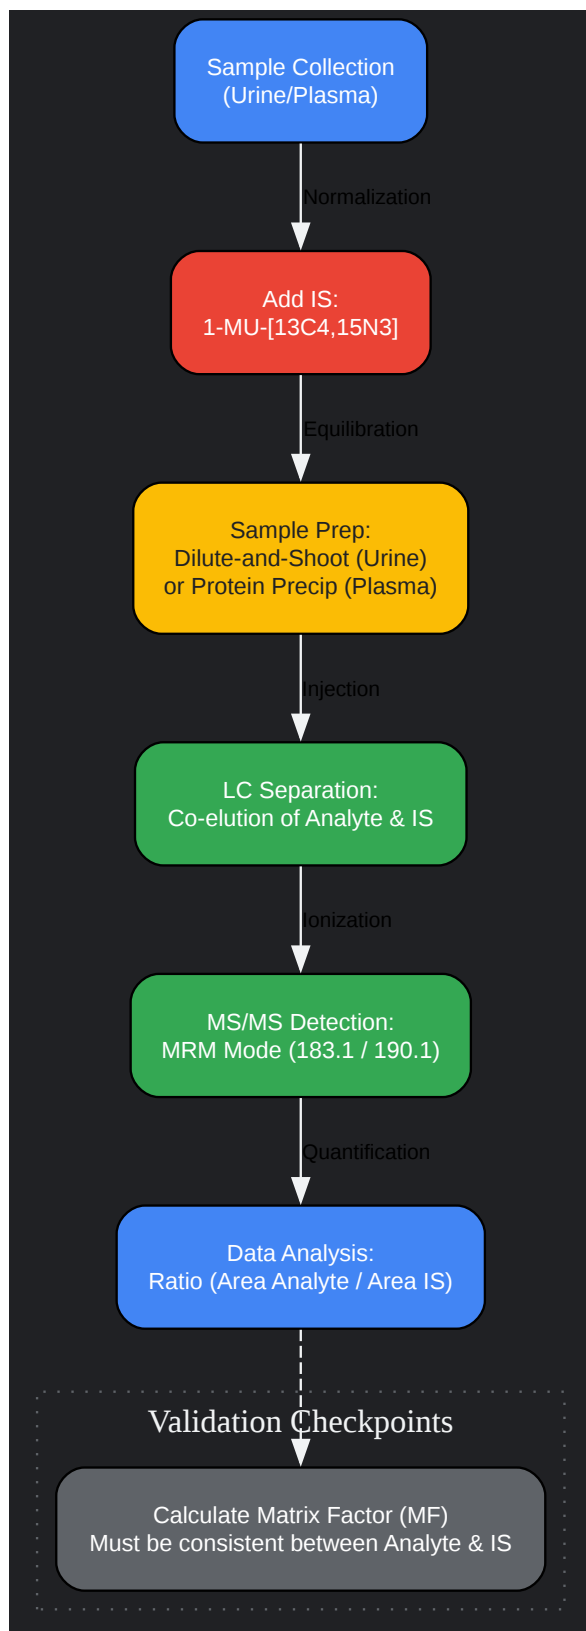 Sample Collection
(Urine/Plasma)
Normalization
Add IS:
1-MU-[13C4,15N3]
Equilibration
Sample Prep:
Dilute-and-Shoot (Urine)
or Protein Precip (Plasma)
Injection
LC Separation:
Co-elution of Analyte & IS
Ionization
MS/MS Detection:
MRM Mode (183.1 / 190.1)
Quantification
Data Analysis:
Ratio (Area Analyte / Area IS)
Validation Checkpoints
Calculate Matrix Factor (MF)
Must be consistent between Analyte & IS